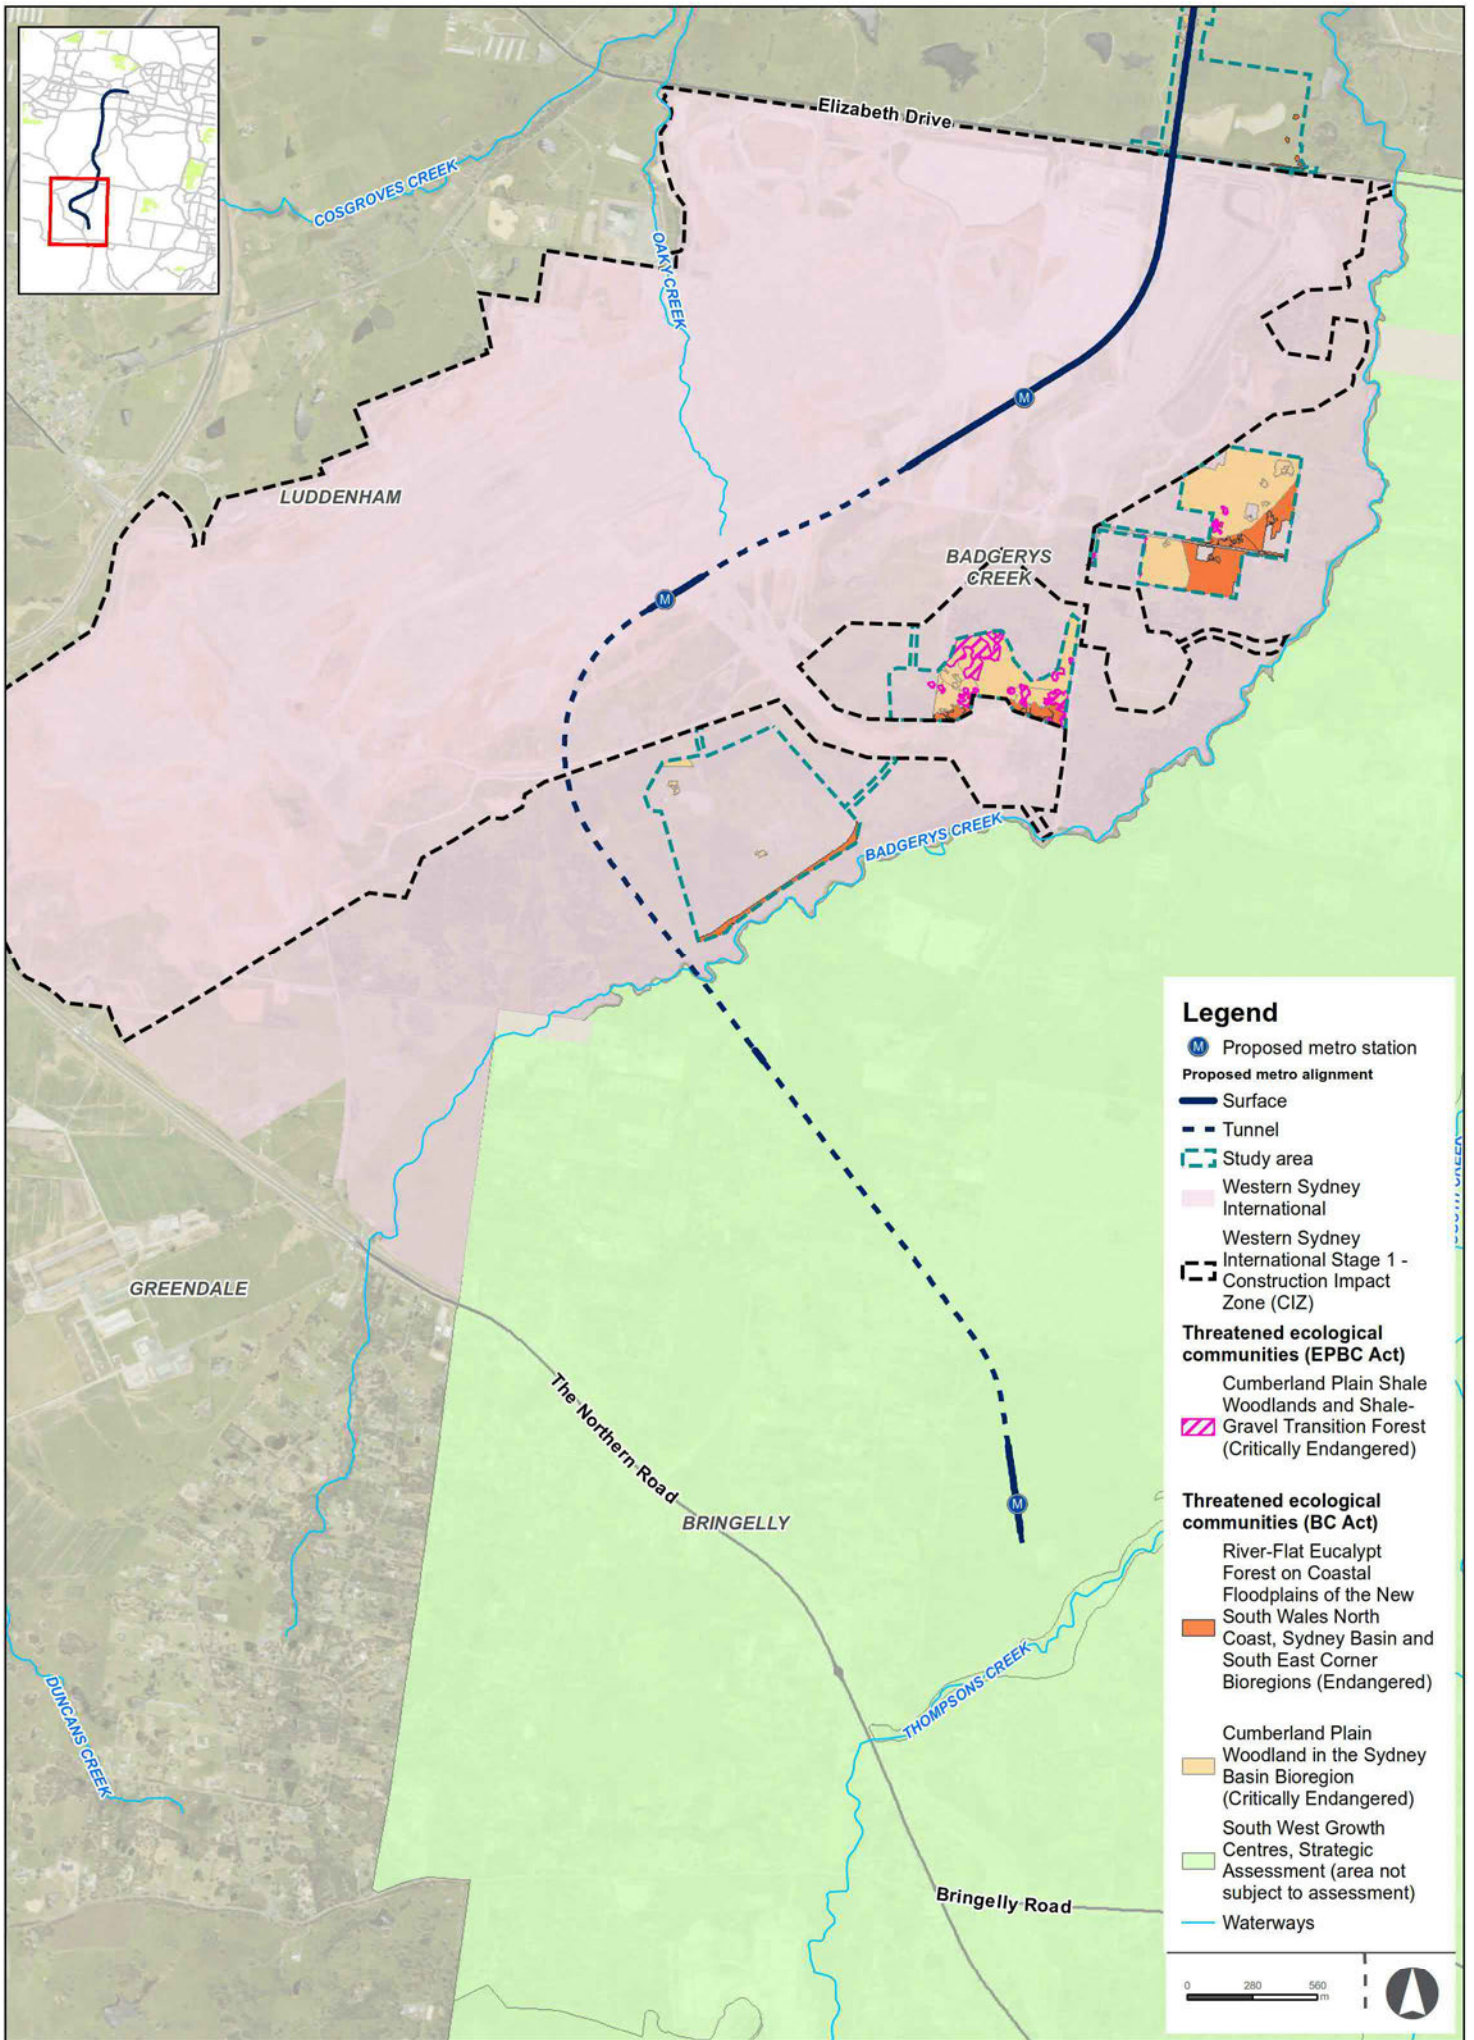 Elizabeth Drive
COSGROVES CREEK
OAKY CREEK
LUDDENHAM
M
BADGERYS
CREEK
M
BADGERYS CREEK
Legend
M Proposed metro station
Proposed metro alignment
Surface
Tunnel
Study area
Western Sydney
International
Western Sydney
International Stage 1 -
Construction Impact
Zone (CIZ)
Threatened ecological
communities (EPBC Act)
Cumberland Plain Shale
Woodlands and Shale-
Gravel Transition Forest
(Critically Endangered)
Threatened ecological
communities (BC Act)
River-Flat Eucalypt
Forest on Coastal
Floodplains of the New
South Wales North
Coast, Sydney Basin and
South East Corner
Bioregions (Endangered)
Cumberland Plain
Woodland in the Sydney
Basin Bioregion
(Critically Endangered)
South West Growth
Centres, Strategic
Assessment (area not
subject to assessment)
Waterways
0 280 560
m
GREENDALE
The Northern Road
M
BRINGELLY
THOMPSONS CREEK
DUNCANS CREEK
Bringelly Road